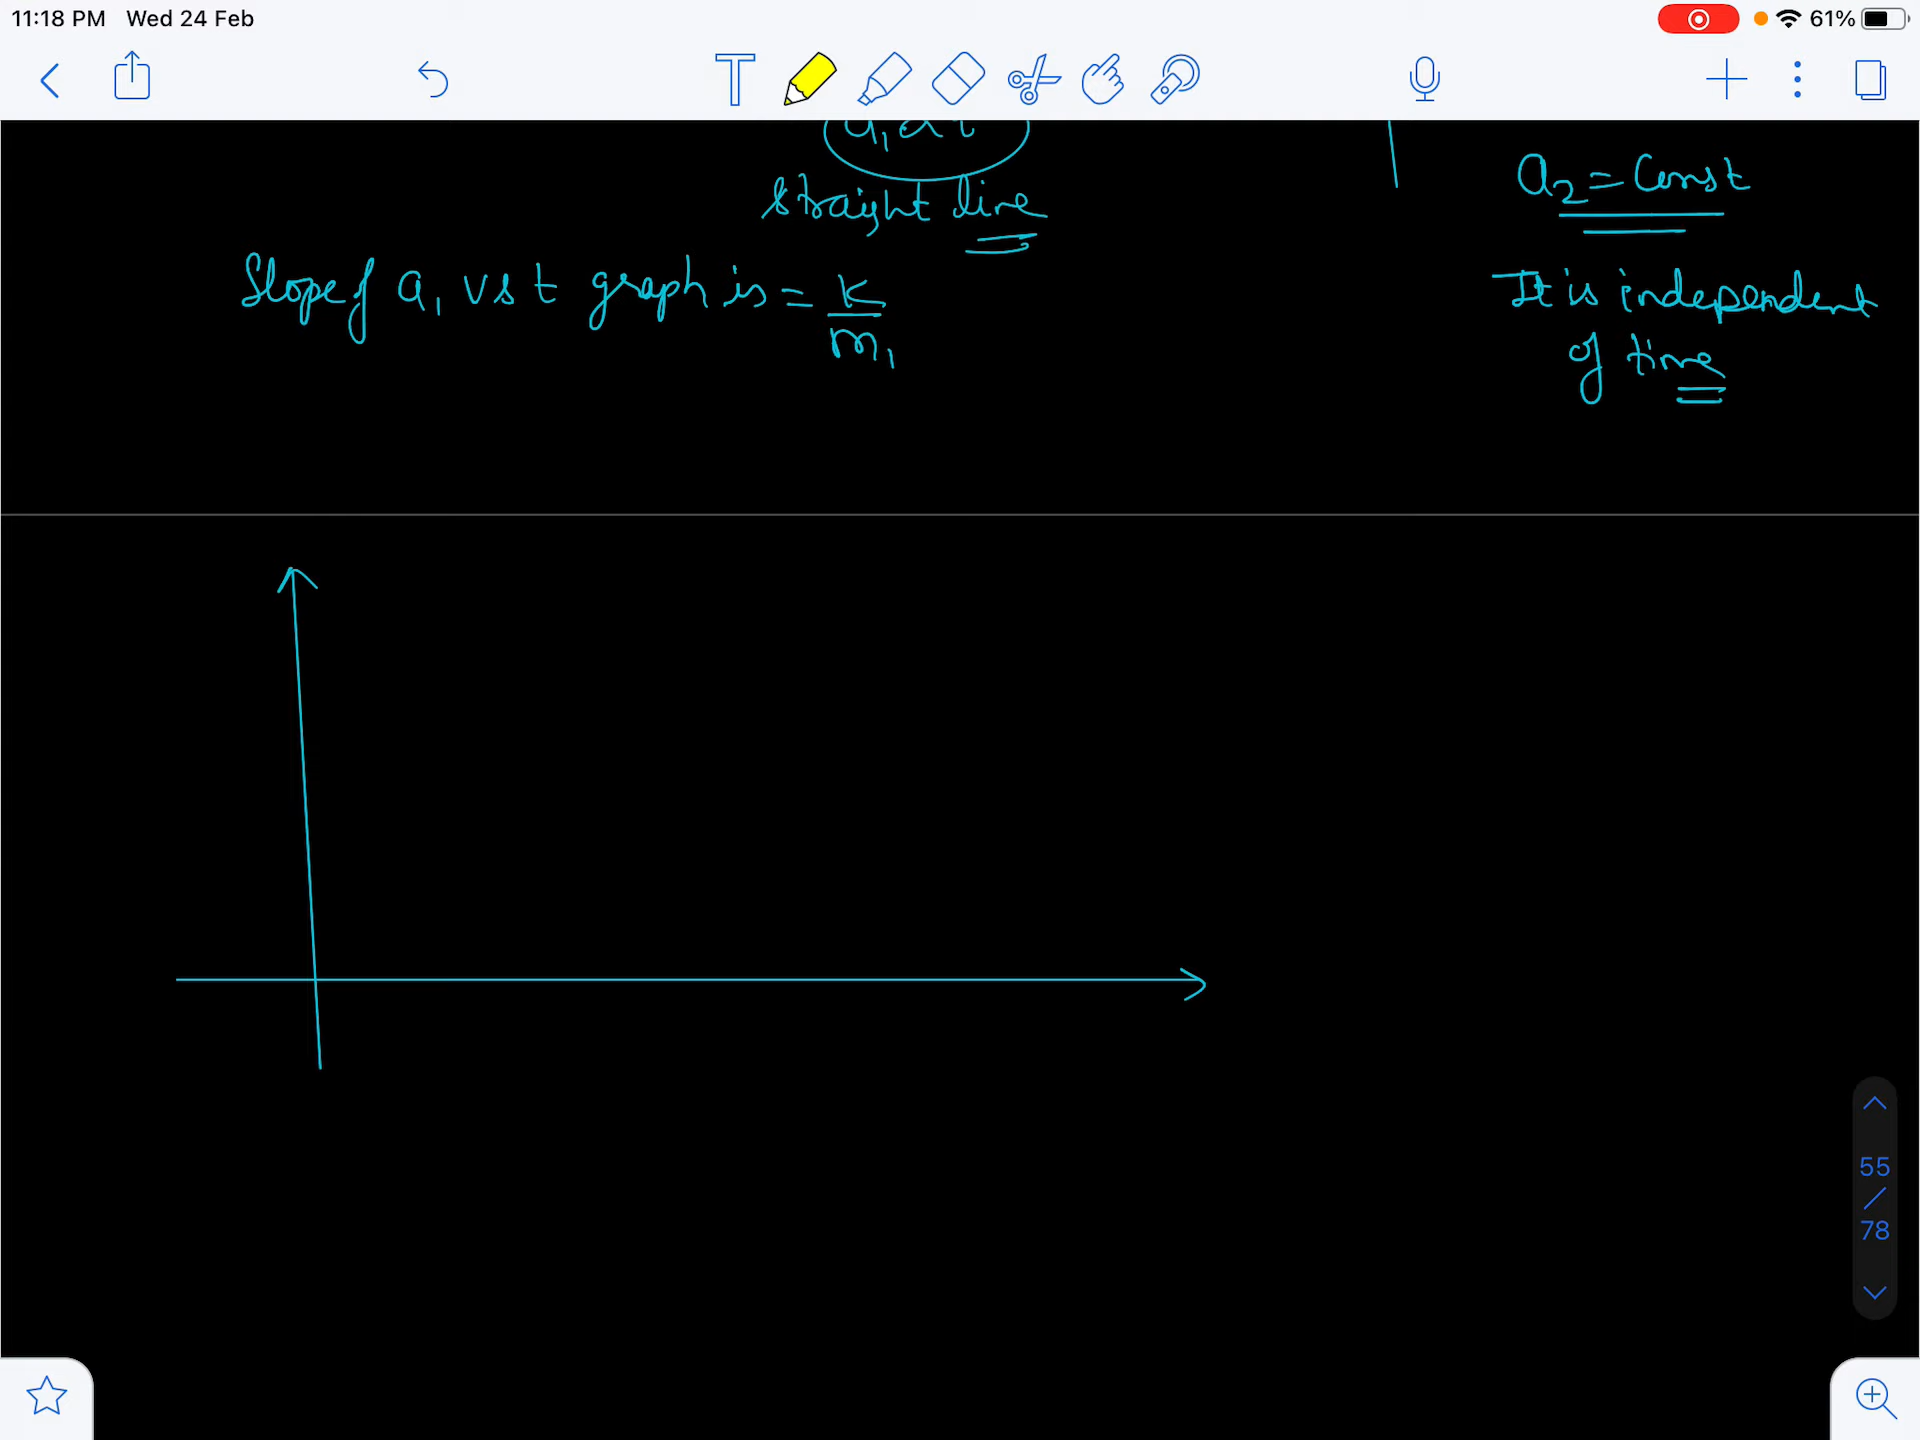 11:18 PM Wed 24 Feb
61%
T
a₂ = Const
straight line
Slope of a₁ vs t graph is = K/m₁
It is independent
of time
55
/
78